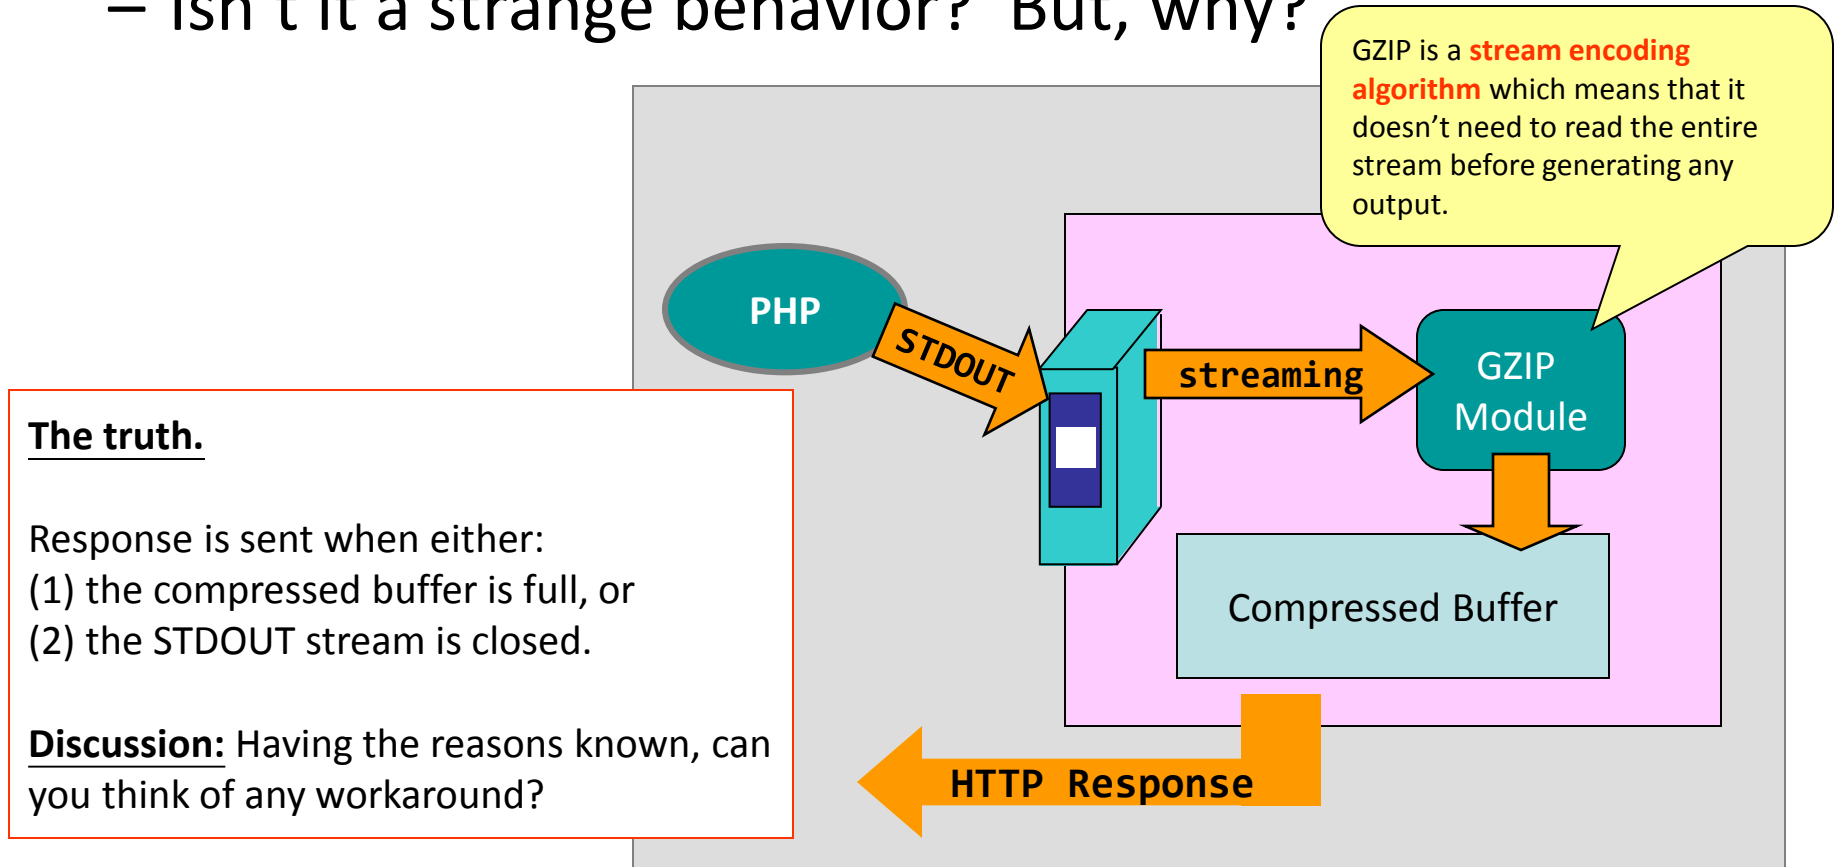 – Isn't it a strange behavior? But, why?
GZIP is a stream encoding
algorithm which means that it
doesn't need to read the entire
stream before generating any
output.
PHP
STDOUT
streaming
GZIP
Module
The truth.
Response is sent when either:
(1) the compressed buffer is full, or
(2) the STDOUT stream is closed.
Discussion: Having the reasons known, can
you think of any workaround?
Compressed Buffer
HTTP Response